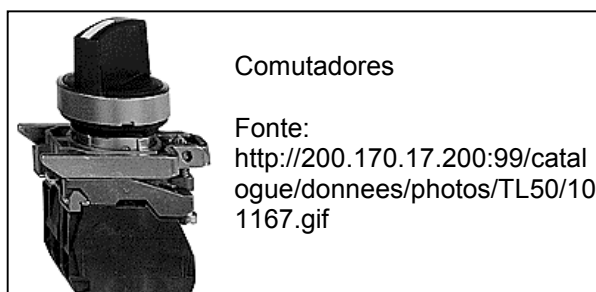 Comutadores
Fonte:
http://200.170.17.200:99/catal
ogue/donnees/photos/TL50/10
1167.gif